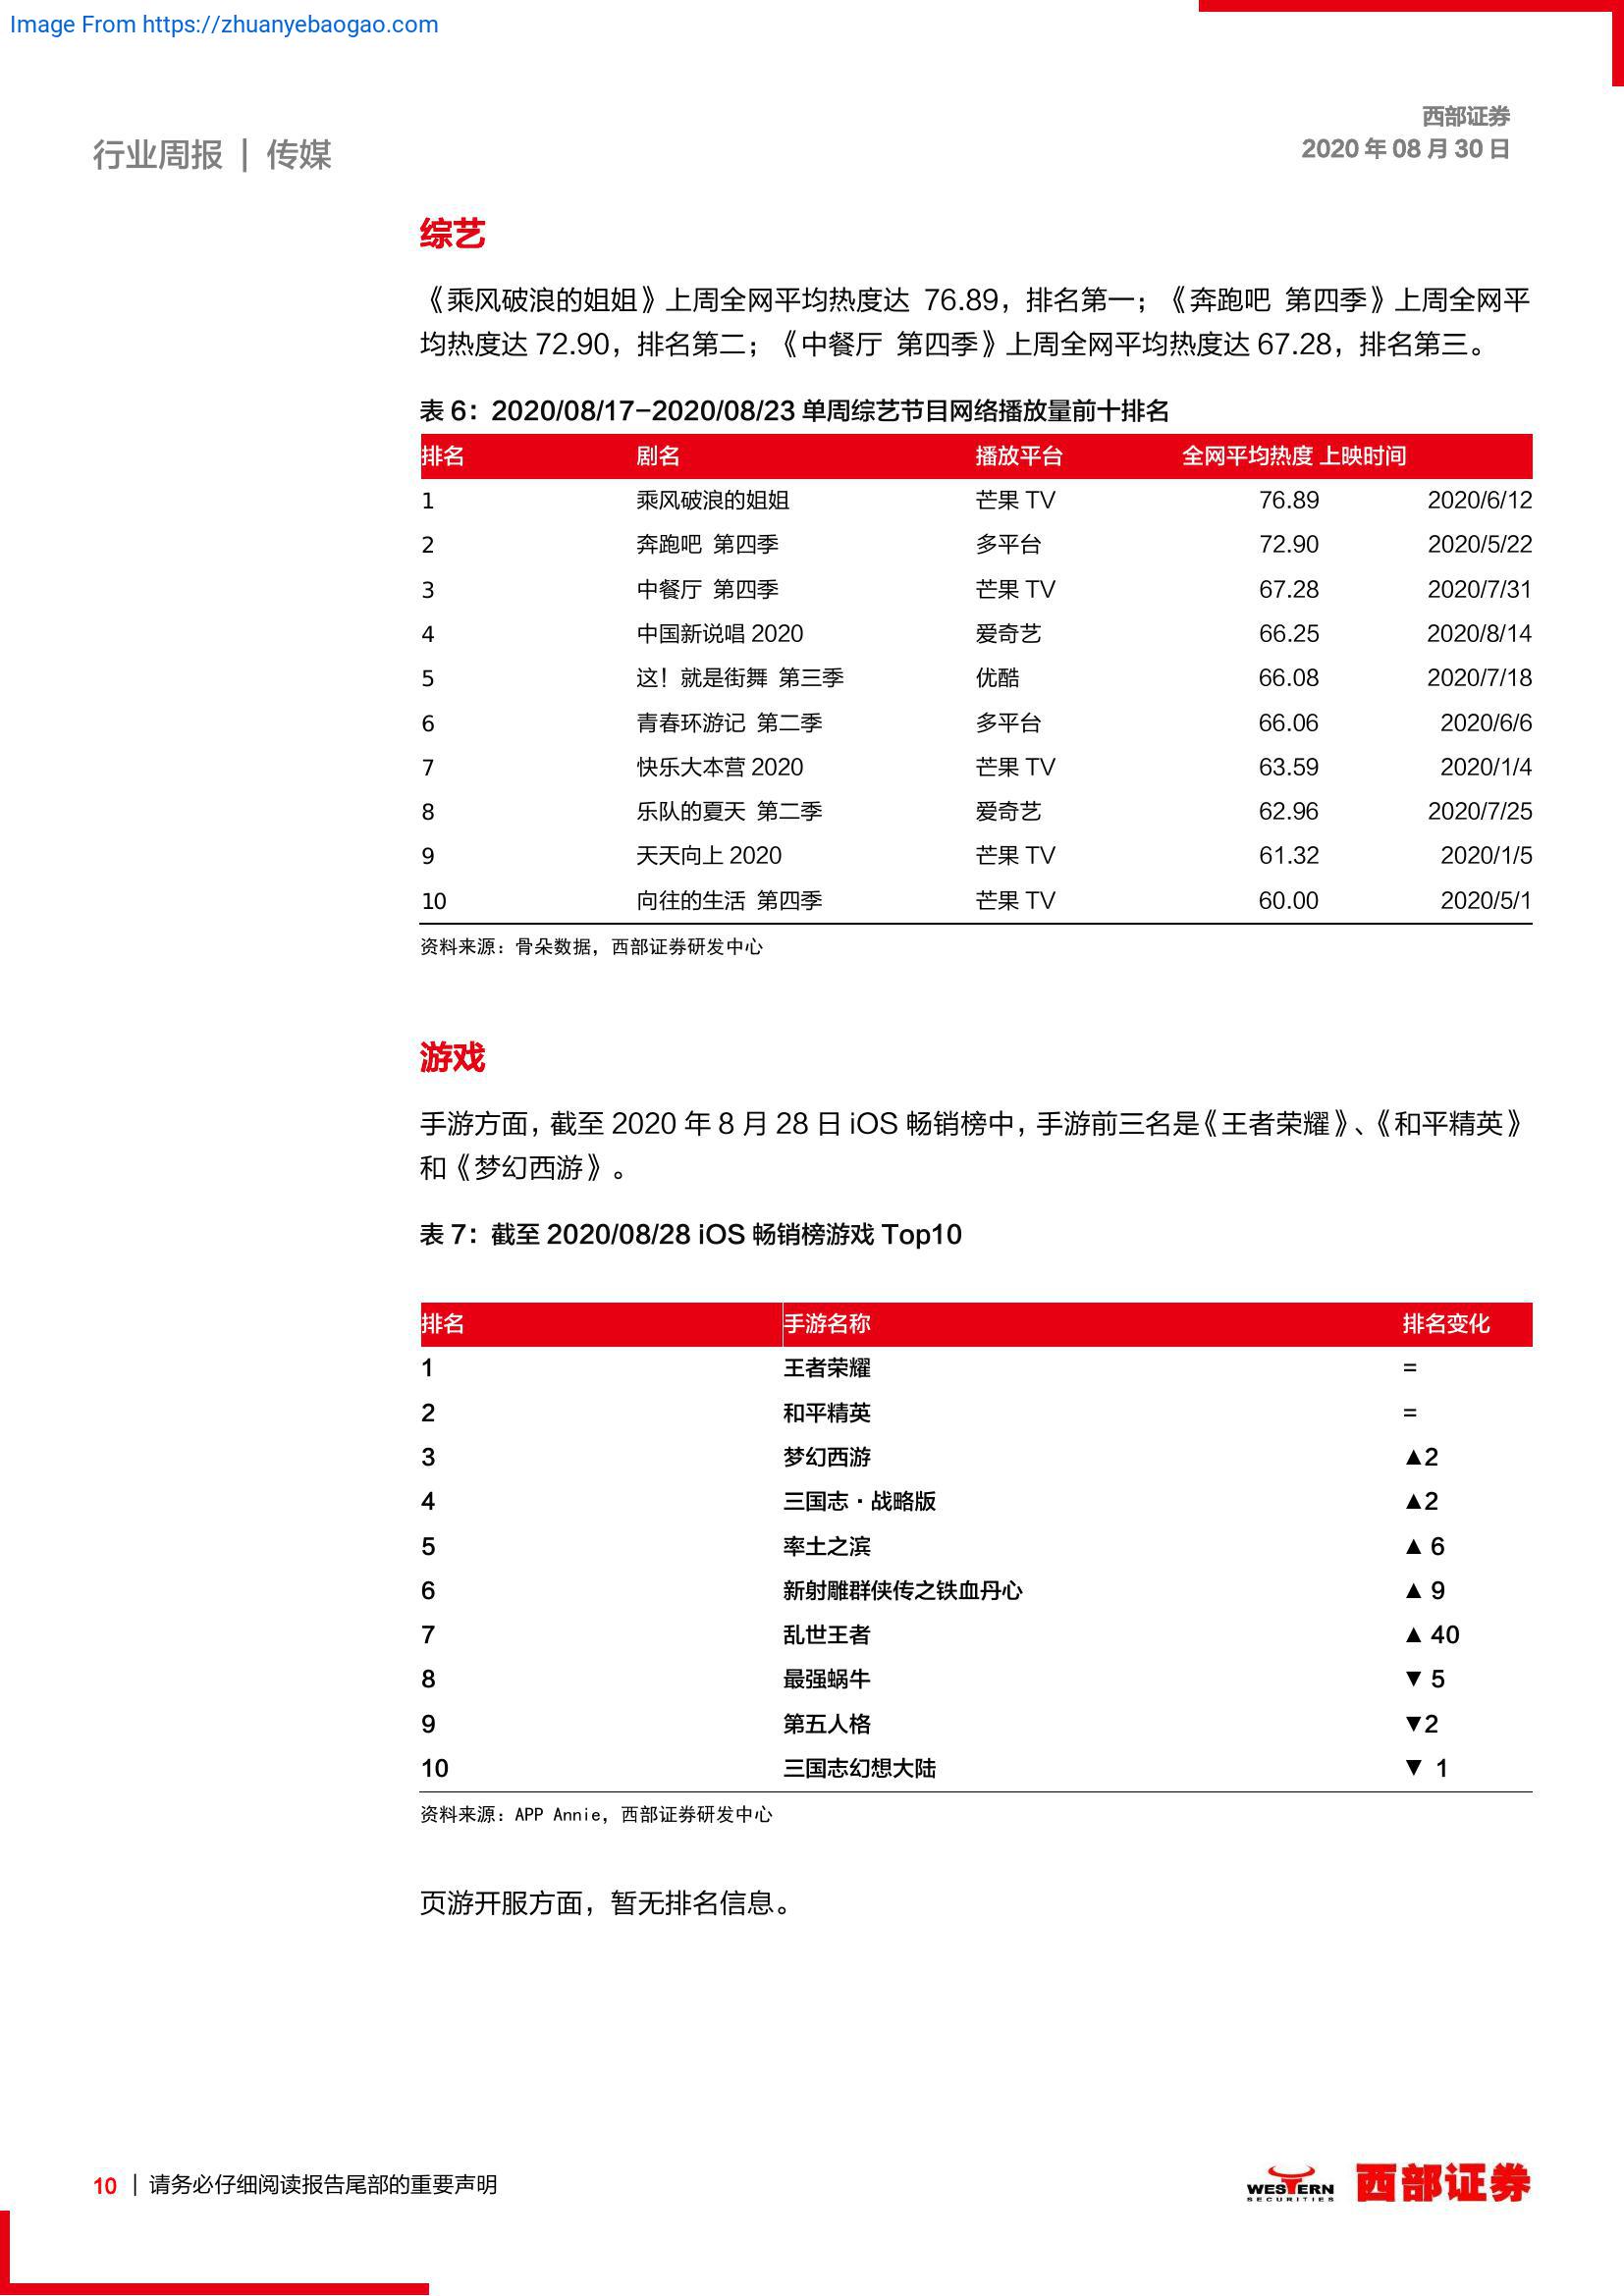 Image From https://zhuanyebaogao.com
西部证券
2020 年 08 月 30 日
行业周报 | 传媒
综艺
《乘风破浪的姐姐》上周全网平均热度达 76.89，排名第一；《奔跑吧 第四季》上周全网平
均热度达 72.90，排名第二；《中餐厅 第四季》上周全网平均热度达 67.28，排名第三。
表 6：2020/08/17-2020/08/23 单周综艺节目网络播放量前十排名
排名 剧名 播放平台 全网平均热度 上映时间
1 乘风破浪的姐姐 芒果 TV 76.89 2020/6/12
2 奔跑吧 第四季 多平台 72.90 2020/5/22
3 中餐厅 第四季 芒果 TV 67.28 2020/7/31
4 中国新说唱 2020 爱奇艺 66.25 2020/8/14
5 这！就是街舞 第三季 优酷 66.08 2020/7/18
6 青春环游记 第二季 多平台 66.06 2020/6/6
7 快乐大本营 2020 芒果 TV 63.59 2020/1/4
8 乐队的夏天 第二季 爱奇艺 62.96 2020/7/25
9 天天向上 2020 芒果 TV 61.32 2020/1/5
10 向往的生活 第四季 芒果 TV 60.00 2020/5/1
资料来源：骨朵数据，西部证券研发中心
游戏
手游方面，截至 2020 年 8 月 28 日 iOS 畅销榜中，手游前三名是《王者荣耀》、《和平精英》
和《梦幻西游》。
表 7：截至 2020/08/28 iOS 畅销榜游戏 Top10
排名 手游名称 排名变化
1 王者荣耀 =
2 和平精英 =
3 梦幻西游 ▲2
4 三国志·战略版 ▲2
5 率土之滨 ▲ 6
6 新射雕群侠传之铁血丹心 ▲ 9
7 乱世王者 ▲ 40
8 最强蜗牛 ▼ 5
9 第五人格 ▼2
10 三国志幻想大陆 ▼ 1
资料来源：APP Annie，西部证券研发中心
页游开服方面，暂无排名信息。
10 | 请务必仔细阅读报告尾部的重要声明
WESTERN
SECURITIES
西部证券